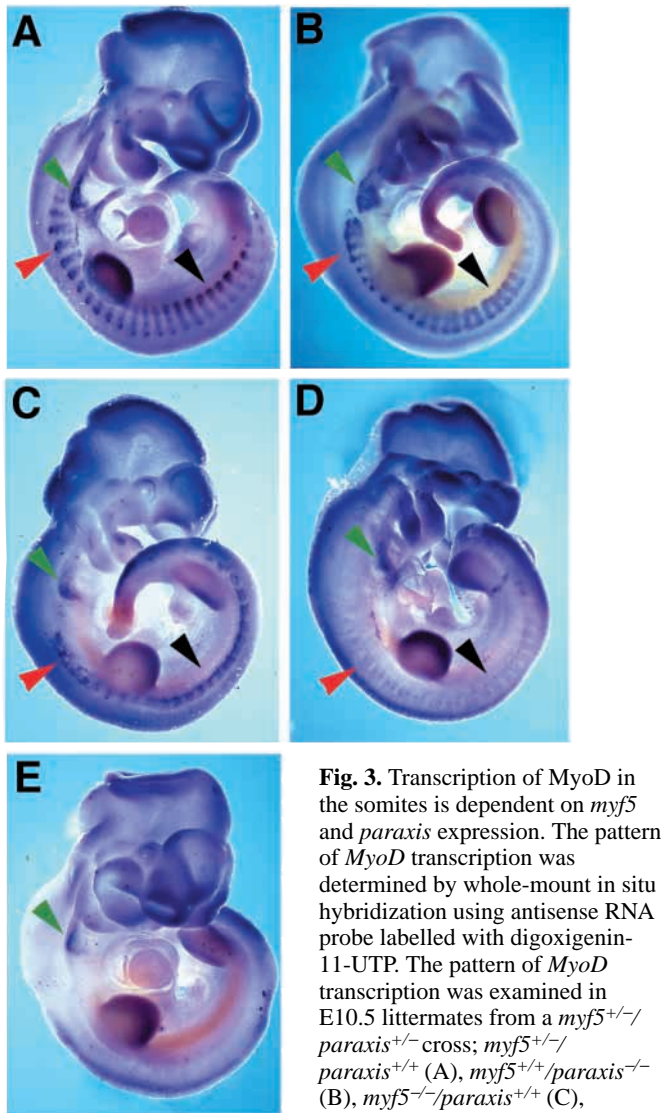 A
B
C
D
E
Fig. 3. Transcription of MyoD in
the somites is dependent on myf5
and paraxis expression. The pattern
of MyoD transcription was
determined by whole-mount in situ
hybridization using antisense RNA
probe labelled with digoxigenin-
11-UTP. The pattern of MyoD
transcription was examined in
E10.5 littermates from a myf5+/−/
paraxis+/− cross; myf5+/−/
paraxis+/+ (A), myf5+/+/paraxis−/−
(B), myf5−/−/paraxis+/+ (C),